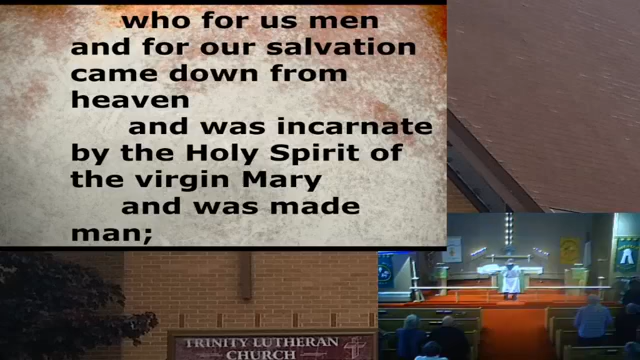 who for us men
and for our salvation
came down from
heaven
and was incarnate
by the Holy Spirit of
the virgin Mary
and was made
man;
TRINITY LUTHERAN
CHURCH